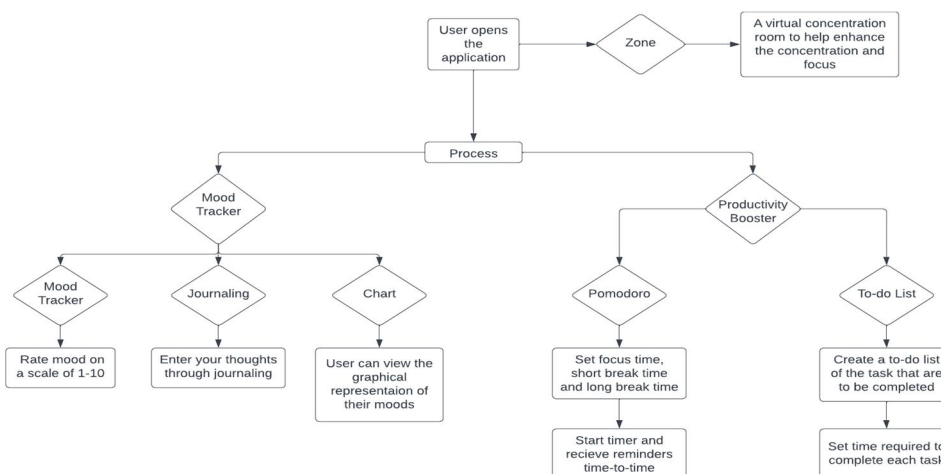 User opens
the
application
Zone
A virtual concentration
room to help enhance
the concentration and
focus
Process
Mood
Tracker
Productivity
Booster
Mood
Tracker
Journaling
Chart
Pomodoro
To-do List
Rate mood on
a scale of 1-10
Enter your thoughts
through journaling
User can view the
graphical
representaion of
their moods
Set focus time,
short break time
and long break time
Create a to-do list
of the task that are
to be completed
Start timer and
recieve reminders
time-to-time
Set time required to
complete each task